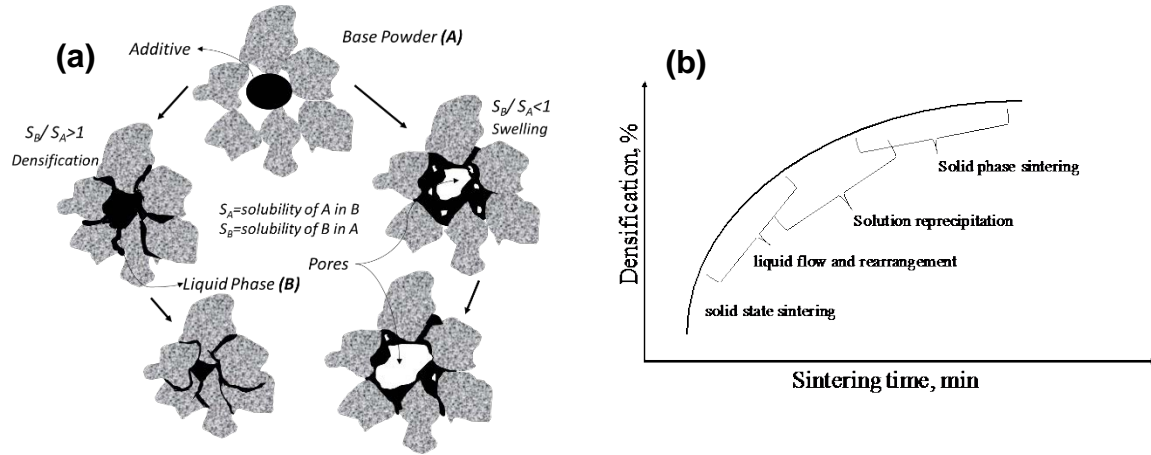 (a)
Additive
Base Powder (A)
S_B/ S_A>1
Densification
S_B/ S_A<1
Swelling
S_A=solubility of A in B
S_B=solubility of B in A
Pores
Liquid Phase (B)
(b)
Densification, %
Solid phase sintering
Solution reprecipitation
liquid flow and rearrangement
solid state sintering
Sintering time, min